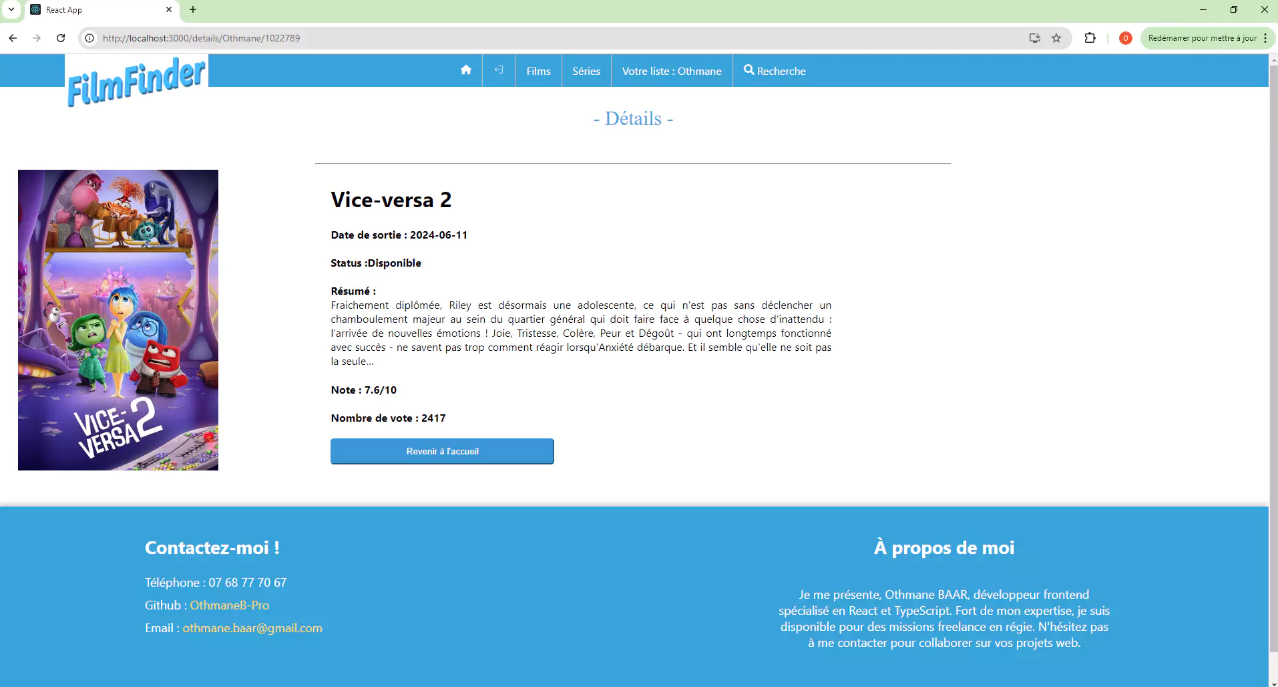 React App
http://localhost:3000/details/Othmane/1022789
0
Redémarrer pour mettre à jour
FilmFinder
Films
Séries
Votre liste : Othmane
Recherche
- Détails -
Vice-versa 2
Date de sortie : 2024-06-11
Status :Disponible
Résumé :
Fraichement diplômée, Riley est désormais une adolescente, ce qui n'est pas sans déclencher un
chamboulement majeur au sein du quartier général qui doit faire face à quelque chose d'inattendu :
l'arrivée de nouvelles émotions ! Joie, Tristesse, Colère, Peur et Dégoût - qui ont longtemps fonctionné
avec succès - ne savent pas trop comment réagir lorsqu'Anxiété débarque. Et il semble qu'elle ne soit pas
la seule...
Note : 7.6/10
Nombre de vote : 2417
Revenir à l'accueil
VICE-
VERSA 2
Contactez-moi !
Téléphone : 07 68 77 70 67
Github : OthmaneB-Pro
Email : othmane.baar@gmail.com
À propos de moi
Je me présente, Othmane BAAR, développeur frontend
spécialisé en React et TypeScript. Fort de mon expertise, je suis
disponible pour des missions freelance en régie. N'hésitez pas
à me contacter pour collaborer sur vos projets web.